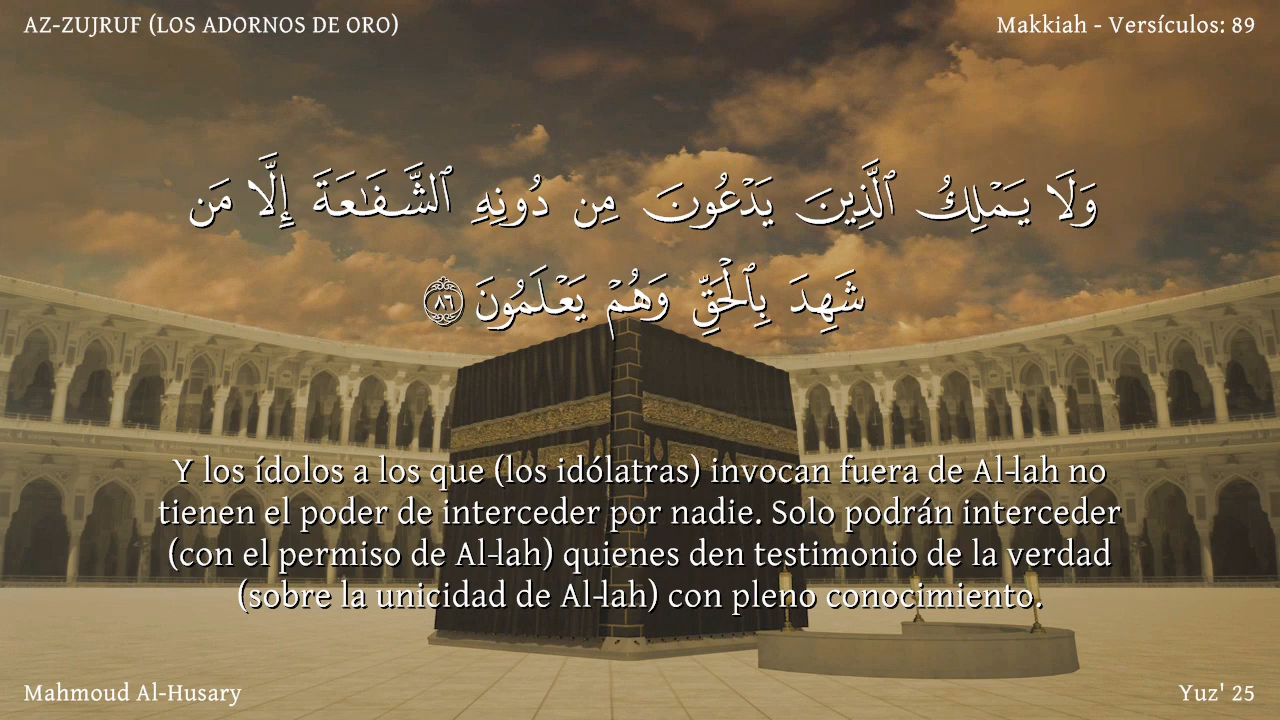 AZ-ZUJRUF (LOS ADORNOS DE ORO)
Makkiah - Versículos: 89
وَلَا يَمْلِكُ ٱلَّذِينَ يَدْعُونَ مِن دُونِهِ ٱلشَّفَـٰعَةَ إِلَّا مَن
شَهِدَ بِٱلْحَقِّ وَهُمْ يَعْلَمُونَ ٨٦
Y los ídolos a los que (los idólatras) invocan fuera de Al-lah no
tienen el poder de interceder por nadie. Solo podrán interceder
(con el permiso de Al-lah) quienes den testimonio de la verdad
(sobre la unicidad de Al-lah) con pleno conocimiento.
Mahmoud Al-Husary
Yuz' 25